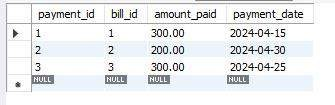 payment_id bill_id amount_paid payment_date
1 1 300.00 2024-04-15
2 2 200.00 2024-04-30
3 3 300.00 2024-04-25
NULL NULL NULL NULL